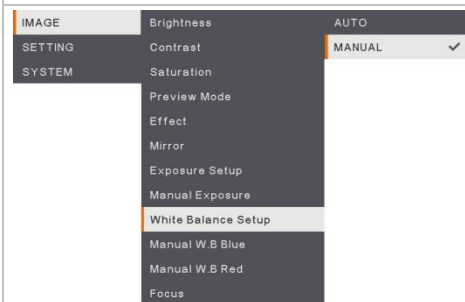 IMAGE
SETTING
SYSTEM
Brightness
Contrast
Saturation
Preview Mode
Effect
Mirror
Exposure Setup
Manual Exposure
White Balance Setup
Manual W.B Blue
Manual W.B Red
Focus
AUTO
MANUAL ✓